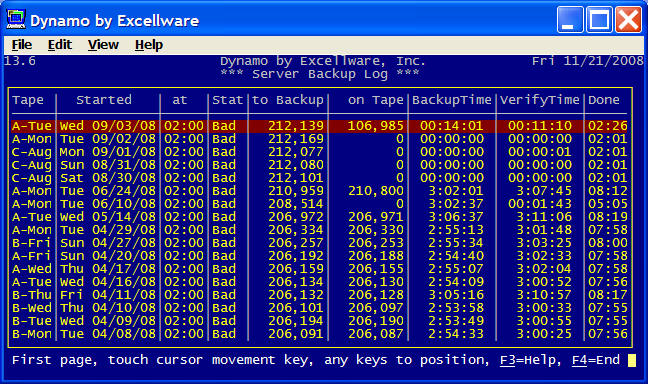 Dynamo by Excellware
File Edit View Help
13.6 Dynamo by Excellware, Inc. Fri 11/21/2008
*** Server Backup Log ***
Tape | Started | at |Stat|to Backup| on Tape|BackupTime|VerifyTime|Done
A-Tue|Wed 09/03/08|02:00|Bad | 212,139| 106,985| 00:14:01| 00:11:10|02:26
A-Mon|Tue 09/02/08|02:00|Bad | 212,169| 0| 00:00:00| 00:00:00|02:01
C-Aug|Mon 09/01/08|02:00|Bad | 212,077| 0| 00:00:00| 00:00:01|02:01
C-Aug|Sun 08/31/08|02:00|Bad | 212,080| 0| 00:00:00| 00:00:01|02:01
C-Aug|Sat 08/30/08|02:00|Bad | 212,101| 0| 00:00:00| 00:00:00|02:01
A-Mon|Tue 06/24/08|02:00|Bad | 210,959| 210,800| 3:02:01| 3:07:45|08:12
A-Mon|Tue 06/10/08|02:00|Bad | 208,514| 0| 3:02:37| 00:01:43|05:05
A-Tue|Wed 05/14/08|02:00|Bad | 206,972| 206,971| 3:06:37| 3:11:06|08:19
A-Mon|Tue 04/29/08|02:00|Bad | 206,334| 206,330| 2:55:13| 3:01:48|07:58
B-Fri|Sun 04/27/08|02:00|Bad | 206,257| 206,253| 2:55:34| 3:03:25|08:00
A-Fri|Sun 04/20/08|02:00|Bad | 206,192| 206,188| 2:54:40| 3:02:33|07:58
A-Wed|Thu 04/17/08|02:00|Bad | 206,159| 206,155| 2:55:07| 3:02:04|07:58
A-Tue|Wed 04/16/08|02:00|Bad | 206,134| 206,130| 2:54:09| 3:00:52|07:56
B-Thu|Fri 04/11/08|02:00|Bad | 206,132| 206,128| 3:05:16| 3:10:57|08:17
B-Wed|Thu 04/10/08|02:00|Bad | 206,101| 206,097| 2:53:58| 3:00:33|07:55
B-Tue|Wed 04/09/08|02:00|Bad | 206,194| 206,190| 2:53:49| 3:00:55|07:55
B-Mon|Tue 04/08/08|02:00|Bad | 206,091| 206,087| 2:54:33| 3:00:25|07:56
First page, touch cursor movement key, any keys to position, F3=Help, F4=End